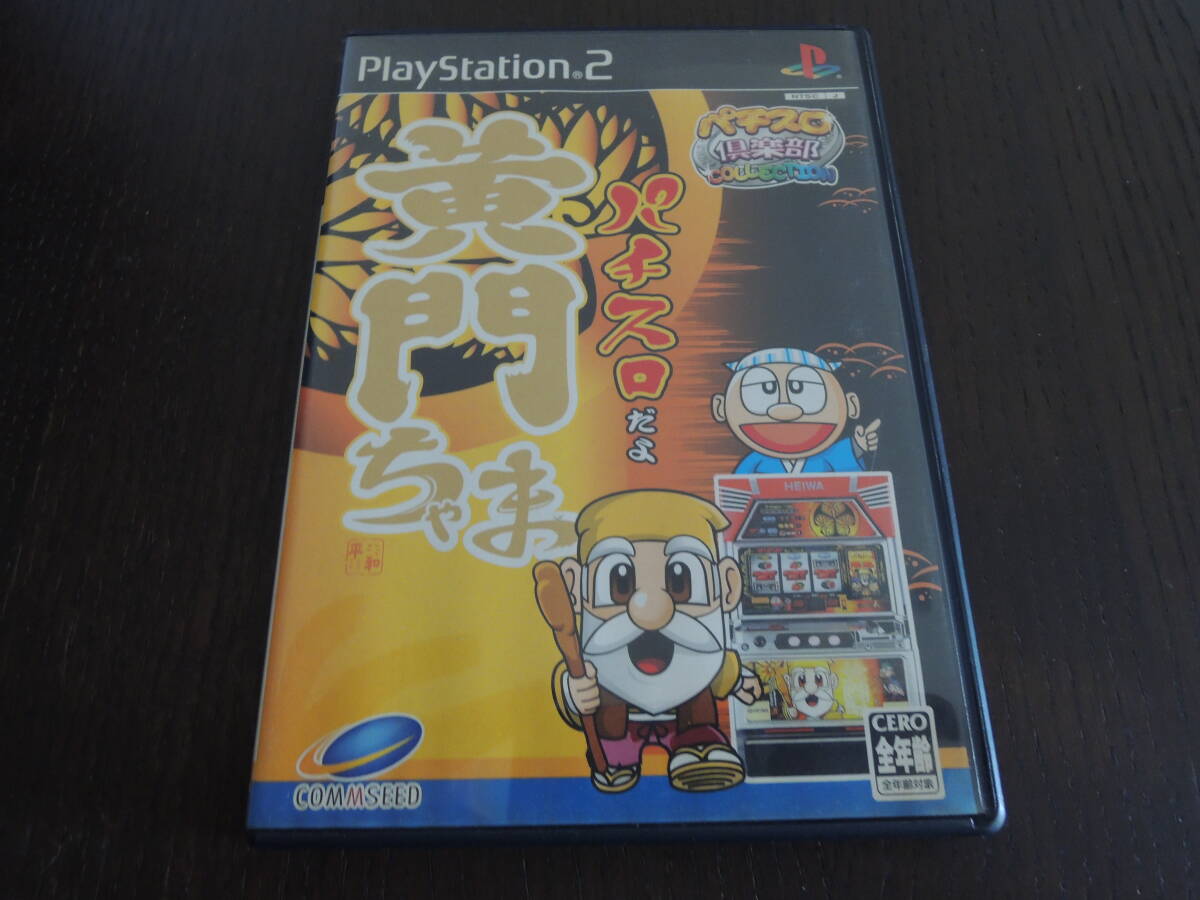 PlayStation®2
NTSC J
パチスロ
倶楽部
COLLECTION
パチスロだよ
黄門
ちゃま
平和
HEIWA
COMMSEED
CERO
全年齢
全年齢対象